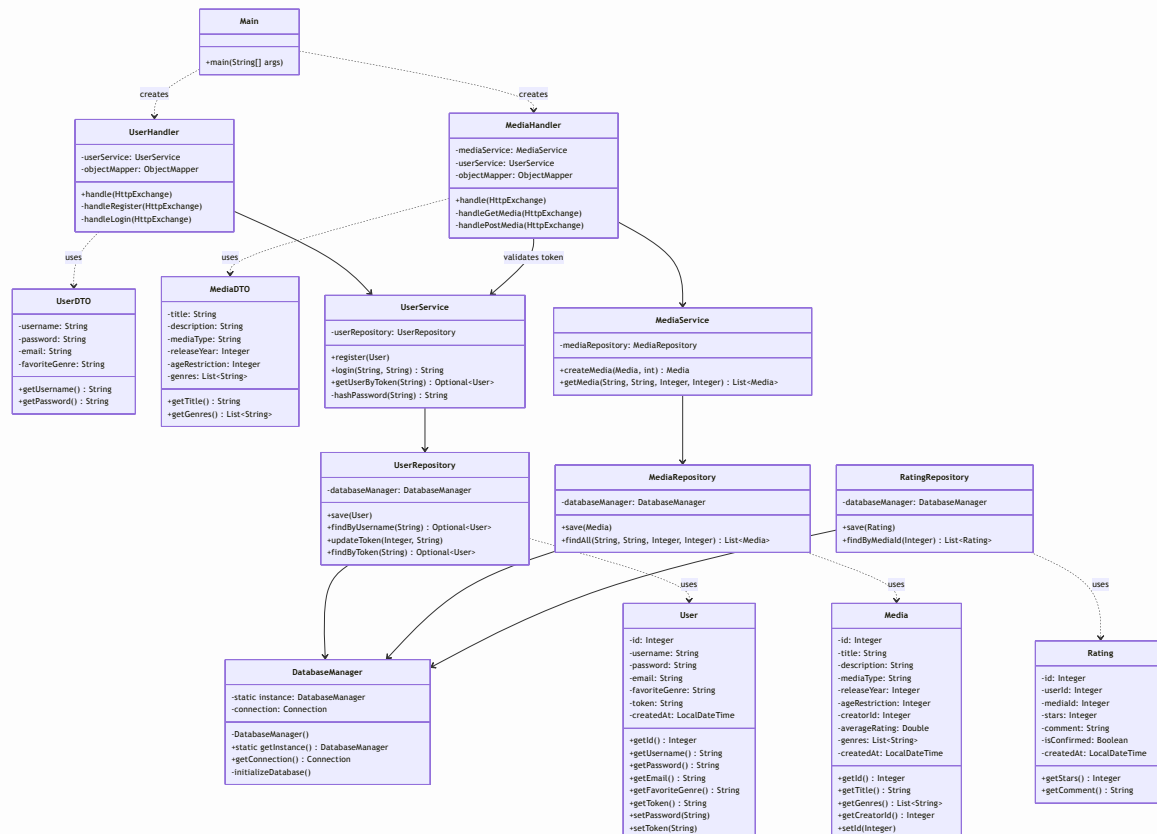 Main
+main(String[] args)
creates
creates
UserHandler
-userService: UserService
-objectMapper: ObjectMapper
+handle(HttpExchange)
-handleRegister(HttpExchange)
-handleLogin(HttpExchange)
MediaHandler
-mediaService: MediaService
-userService: UserService
-objectMapper: ObjectMapper
+handle(HttpExchange)
-handleGetMedia(HttpExchange)
-handlePostMedia(HttpExchange)
uses
uses
validates token
UserDTO
-username: String
-password: String
-email: String
-favoriteGenre: String
+getUsername() : String
+getPassword() : String
MediaDTO
-title: String
-description: String
-mediaType: String
-releaseYear: Integer
-ageRestriction: Integer
-genres: List<String>
+getTitle() : String
+getGenres() : List<String>
UserService
-userRepository: UserRepository
+register(User)
+login(String, String) : String
+getUserByToken(String) : Optional<User>
-hashPassword(String) : String
MediaService
-mediaRepository: MediaRepository
+createMedia(Media, int) : Media
+getMedia(String, String, Integer, Integer) : List<Media>
UserRepository
-databaseManager: DatabaseManager
+save(User)
+findByUsername(String) : Optional<User>
+updateToken(Integer, String)
+findByToken(String) : Optional<User>
MediaRepository
-databaseManager: DatabaseManager
+save(Media)
+findAll(String, String, Integer, Integer) : List<Media>
RatingRepository
-databaseManager: DatabaseManager
+save(Rating)
+findByMediaId(Integer) : List<Rating>
uses
uses
uses
DatabaseManager
-static instance: DatabaseManager
-connection: Connection
-DatabaseManager()
+static getInstance() : DatabaseManager
+getConnection() : Connection
-initializeDatabase()
User
-id: Integer
-username: String
-password: String
-email: String
-favoriteGenre: String
-token: String
-createdAt: LocalDateTime
+getId() : Integer
+getUsername() : String
+getPassword() : String
+getEmail() : String
+getFavoriteGenre() : String
+getToken() : String
+setPassword(String)
+setToken(String)
Media
-id: Integer
-title: String
-description: String
-mediaType: String
-releaseYear: Integer
-ageRestriction: Integer
-creatorId: Integer
-averageRating: Double
-genres: List<String>
-createdAt: LocalDateTime
+getId() : Integer
+getTitle() : String
+getGenres() : List<String>
+getCreatorId() : Integer
+setId(Integer)
Rating
-id: Integer
-userId: Integer
-mediaId: Integer
-stars: Integer
-comment: String
-isConfirmed: Boolean
-createdAt: LocalDateTime
+getStars() : Integer
+getComment() : String